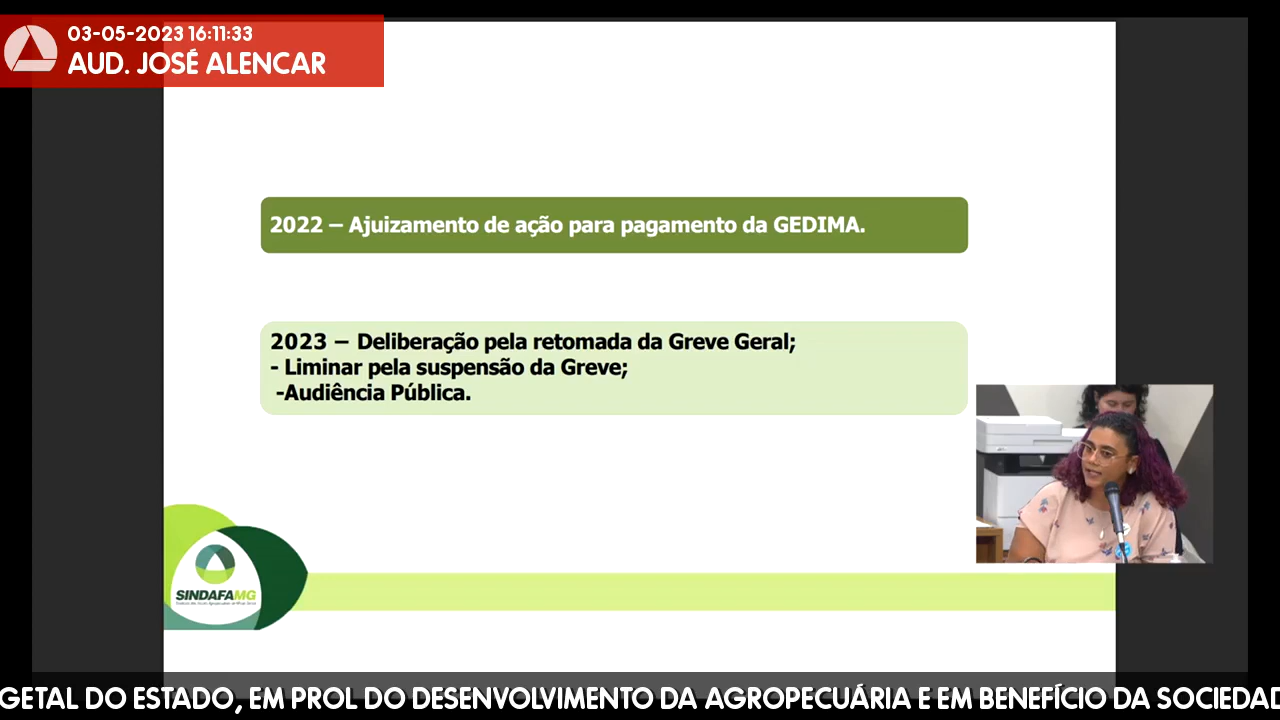 03-05-2023 16:11:33
AUD. JOSÉ ALENCAR
2022 – Ajuizamento de ação para pagamento da GEDIMA.
2023 – Deliberação pela retomada da Greve Geral;
- Liminar pela suspensão da Greve;
-Audiência Pública.
SINDAFAMG
GETAL DO ESTADO, EM PROL DO DESENVOLVIMENTO DA AGROPECUÁRIA E EM BENEFÍCIO DA SOCIEDAD